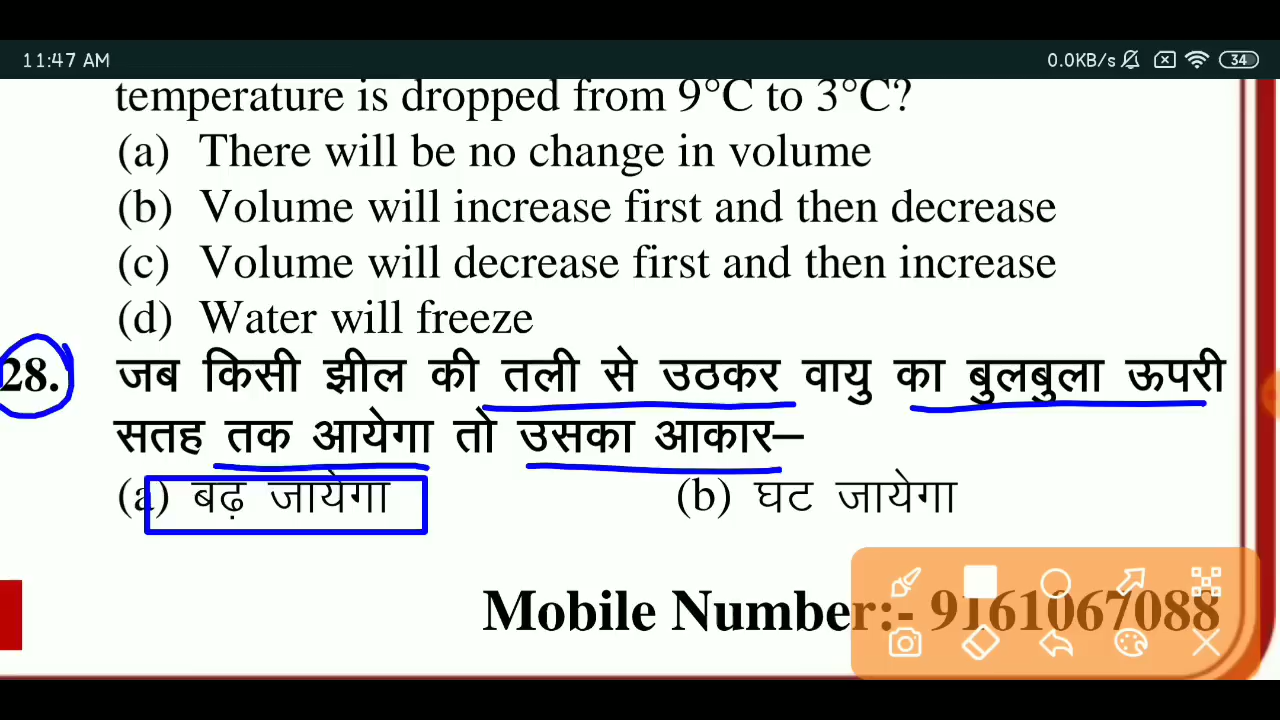 11:47 AM 0.0KB/s 34
temperature is dropped from 9°C to 3°C?
(a) There will be no change in volume
(b) Volume will increase first and then decrease
(c) Volume will decrease first and then increase
(d) Water will freeze
28. जब किसी झील की तली से उठकर वायु का बुलबुला ऊपरी
सतह तक आयेगा तो उसका आकार–
(a) बढ़ जायेगा (b) घट जायेगा
Mobile Number:- 9161067088